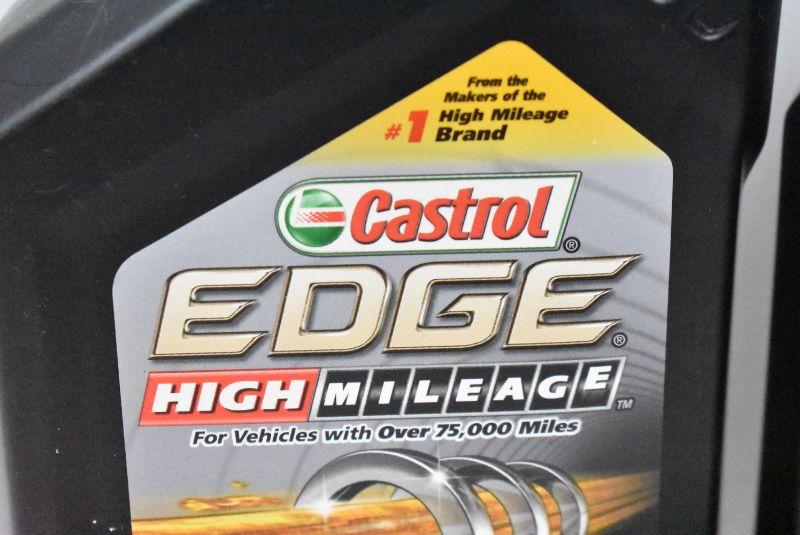 From the
Makers of the
#1 High Mileage
Brand
Castrol®
EDGE®
HIGH MILEAGE™
For Vehicles with Over 75,000 Miles